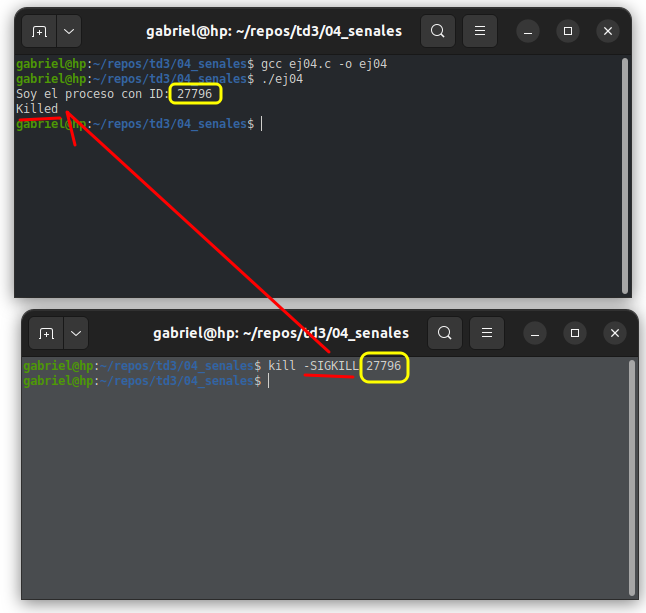 gabriel@hp: ~/repos/td3/04_senales
gabriel@hp:~/repos/td3/04_senales$ gcc ej04.c -o ej04
gabriel@hp:~/repos/td3/04_senales$ ./ej04
Soy el proceso con ID: 27796
Killed
gabriel@hp:~/repos/td3/04_senales$
gabriel@hp: ~/repos/td3/04_senales
gabriel@hp:~/repos/td3/04_senales$ kill -SIGKILL 27796
gabriel@hp:~/repos/td3/04_senales$